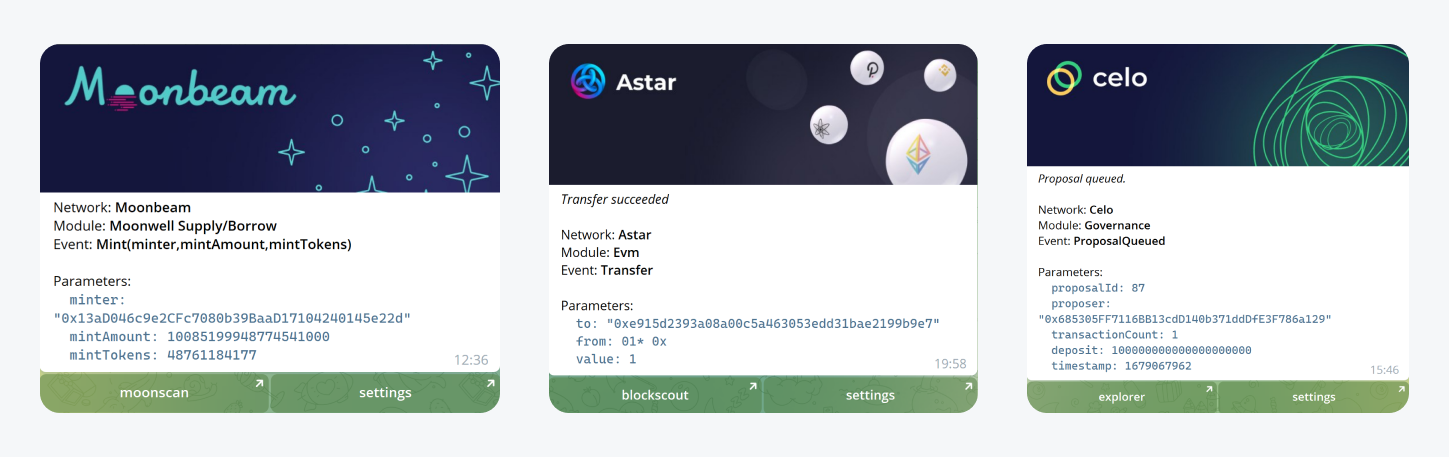 Moonbeam
Network: Moonbeam
Module: Moonwell Supply/Borrow
Event: Mint(minter,mintAmount,mintTokens)
Parameters:
minter:
"0x13aD046c9e2CFc7080b39BaaD17104240145e22d"
mintAmount: 10085199948774541000
mintTokens: 48761184177
12:36
moonscan
settings
Astar
Transfer succeeded
Network: Astar
Module: Evm
Event: Transfer
Parameters:
to: "0xe915d2393a08a00c5a463053edd31bae2199b9e7"
from: 01* 0x
value: 1
19:58
blockscout
settings
celo
Proposal queued.
Network: Celo
Module: Governance
Event: ProposalQueued
Parameters:
proposalId: 87
proposer:
"0x685305FF7116BB13cdD140b371ddDfE3F786a129"
transactionCount: 1
deposit: 100000000000000000000
timestamp: 1679067962
15:46
explorer
settings